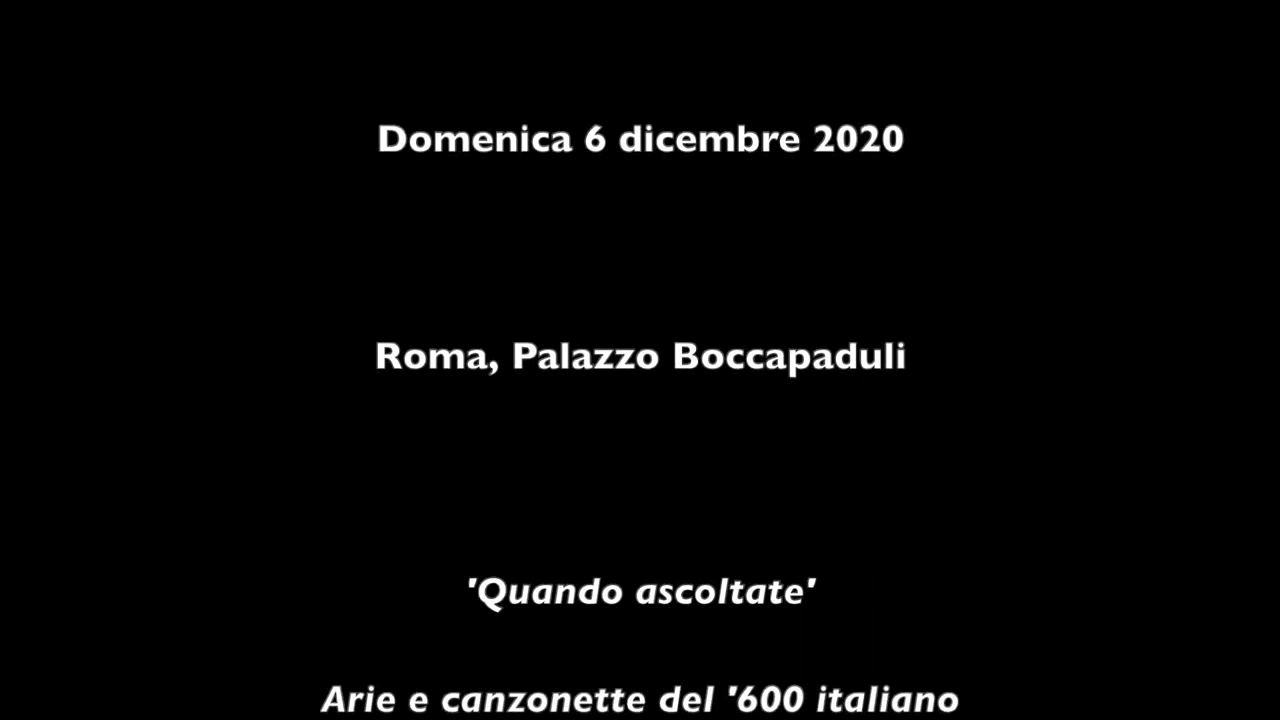 Domenica 6 dicembre 2020
Roma, Palazzo Boccapaduli
'Quando ascoltate'
Arie e canzonette del '600 italiano